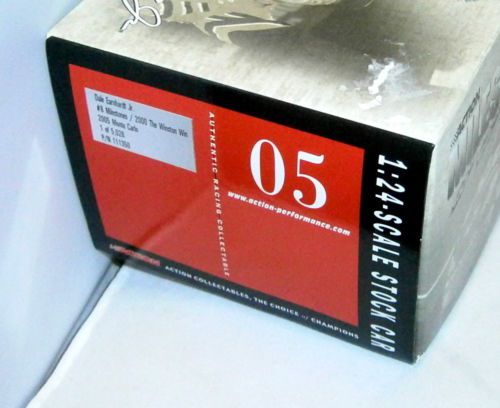 Dale Earnhardt Jr.
#8 Milestones / 2000 The Winston Win
2005 Monte Carlo
1 of 5,028
P/N 111350
AUTHENTIC RACING COLLECTABLE
05
www.action-performance.com
1:24-SCALE STOCK CAR
ACTION COLLECTABLES, THE CHOICE of CHAMPIONS